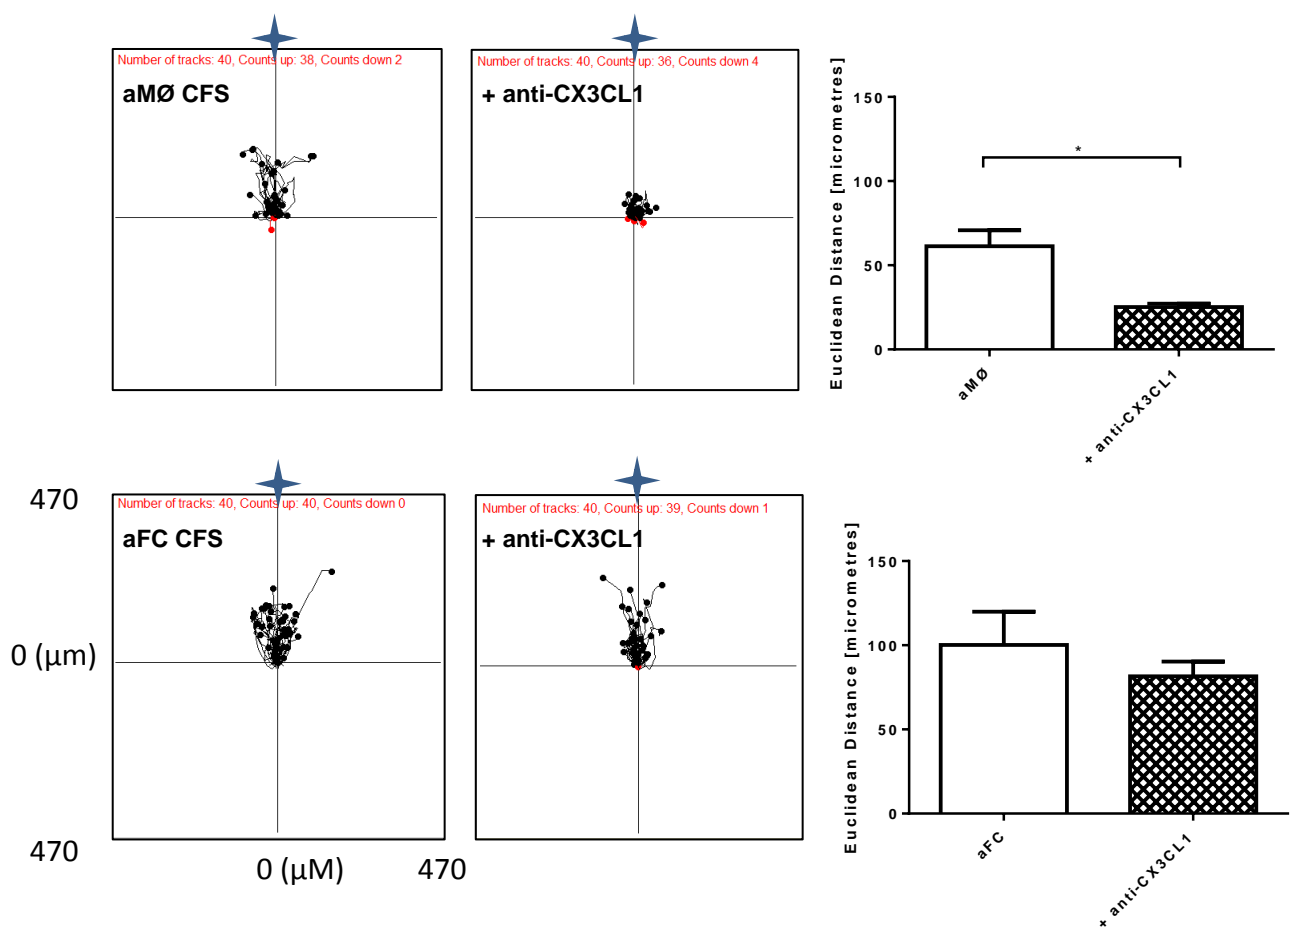 Number of tracks: 40, Counts up: 38, Counts down 2
aMØ CFS
Number of tracks: 40, Counts up: 36, Counts down 4
+ anti-CX3CL1
Euclidean Distance [micrometres]
150
100
50
0
*
aMØ
+ anti-CX3CL1
470
0 (µm)
470
0 (µM)
470
Number of tracks: 40, Counts up: 40, Counts down 0
aFC CFS
Number of tracks: 40, Counts up: 39, Counts down 1
+ anti-CX3CL1
Euclidean Distance [micrometres]
150
100
50
0
aFC
+ anti-CX3CL1